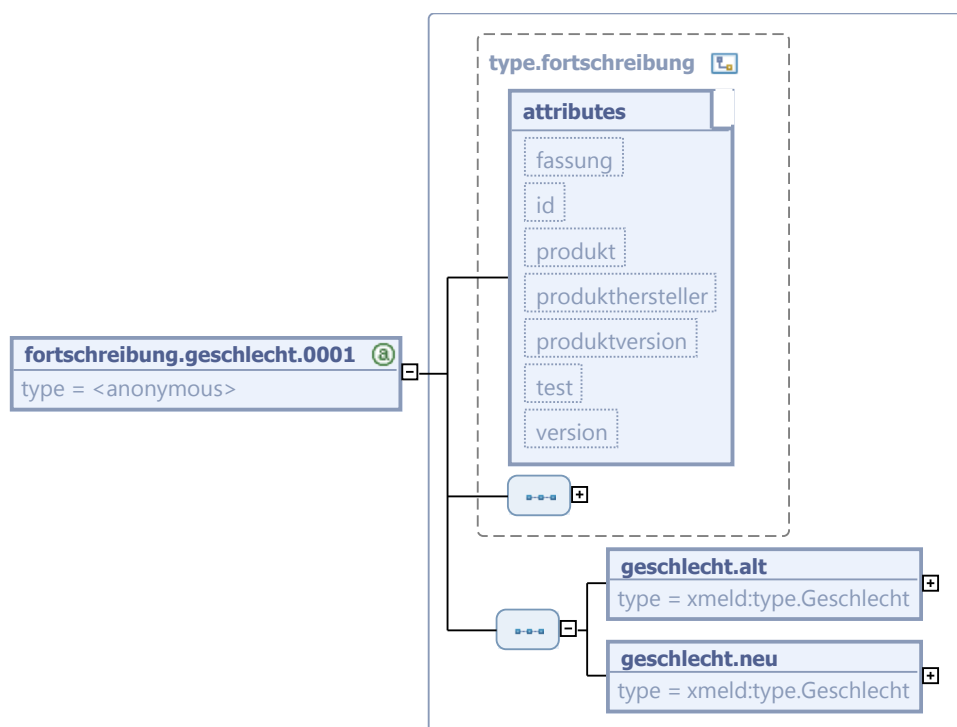 type.fortschreibung
attributes
fassung
id
produkt
produkthersteller
produktversion
test
version
fortschreibung.geschlecht.0001 a
type = <anonymous>
geschlecht.alt
type = xmeld:type.Geschlecht
geschlecht.neu
type = xmeld:type.Geschlecht